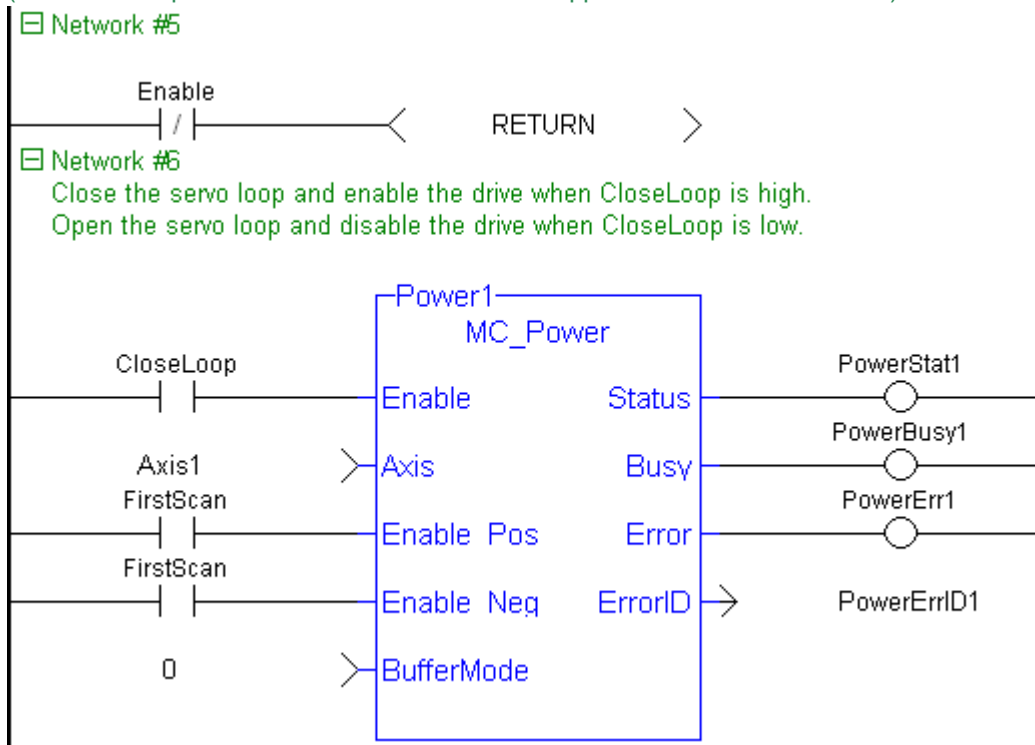 Network #5
Enable
/
RETURN
Network #6
Close the servo loop and enable the drive when CloseLoop is high.
Open the servo loop and disable the drive when CloseLoop is low.
Power1
MC_Power
CloseLoop
PowerStat1
Enable
Status
PowerBusy1
Axis1
Axis
Busy
FirstScan
PowerErr1
Enable_Pos
Error
FirstScan
Enable_Neg
ErrorID
PowerErrID1
0
BufferMode